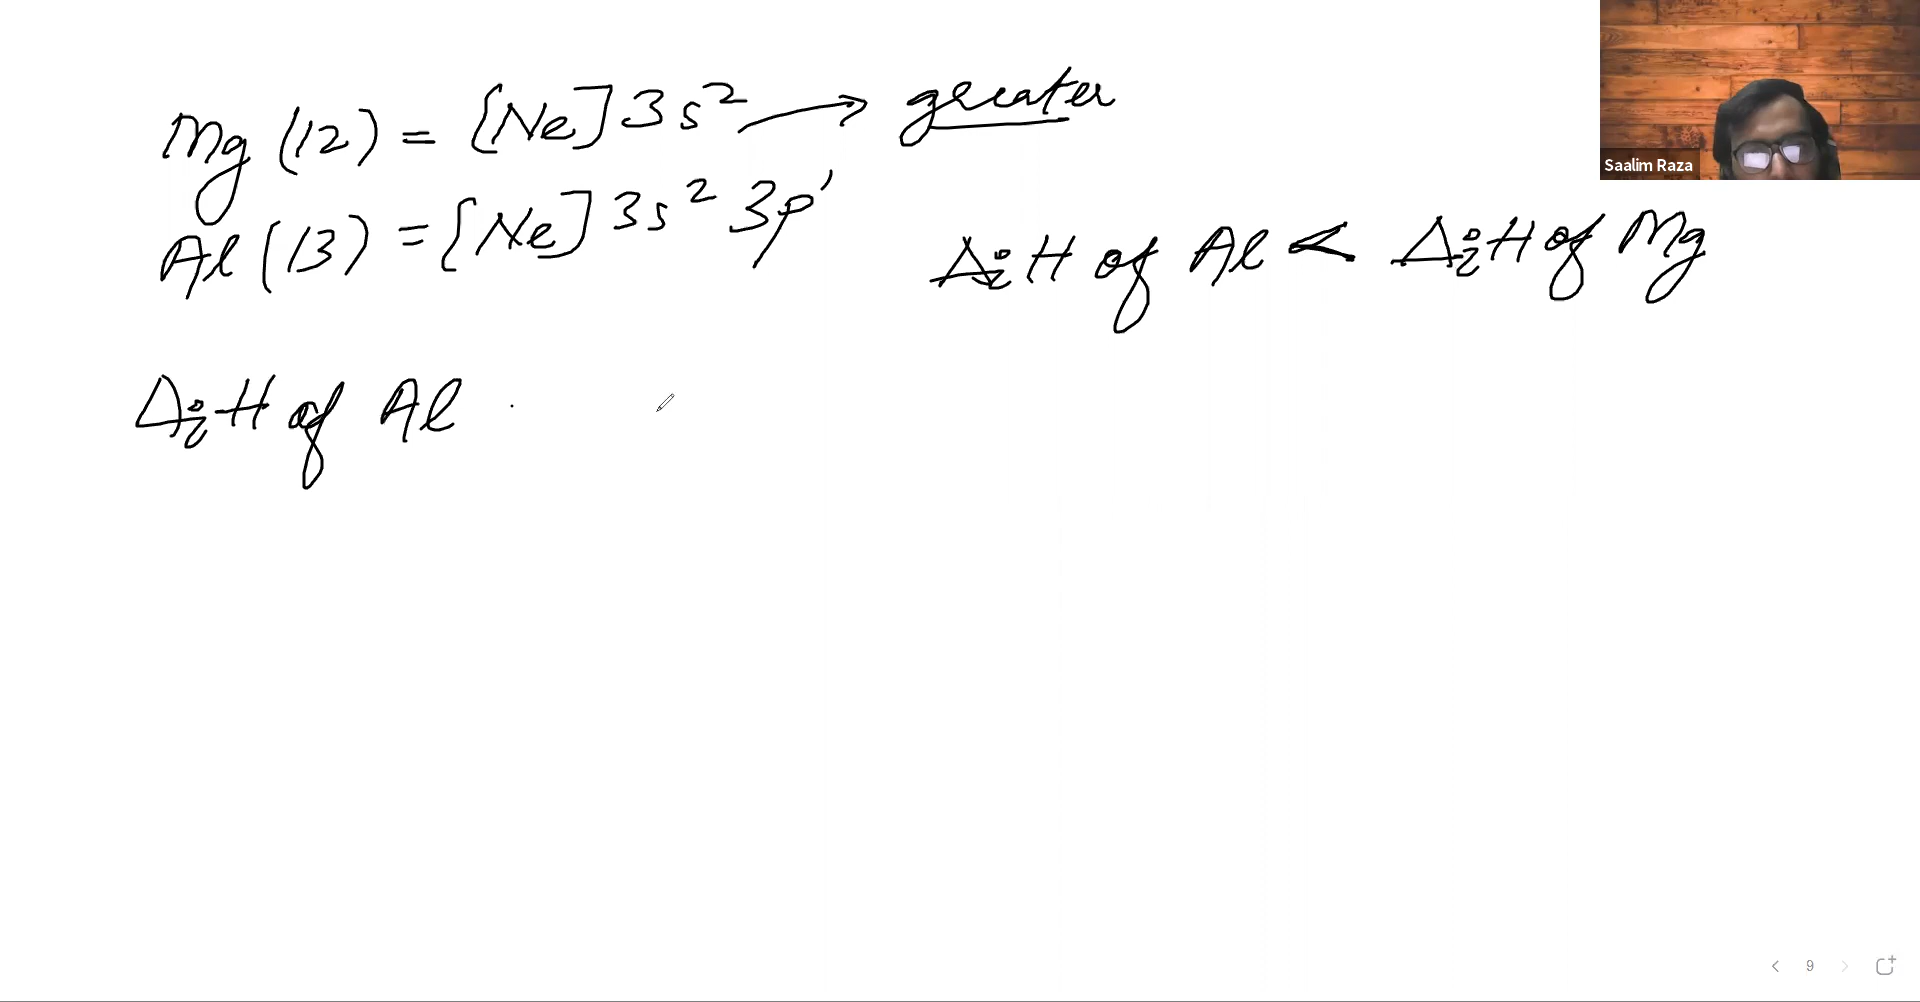 Mg (12) = [Ne] 3s² → greater
Saalim Raza
Al (13) = [Ne] 3s² 3p¹
ΔᵢH of Al < ΔᵢH of Mg
ΔᵢH of Al .
9